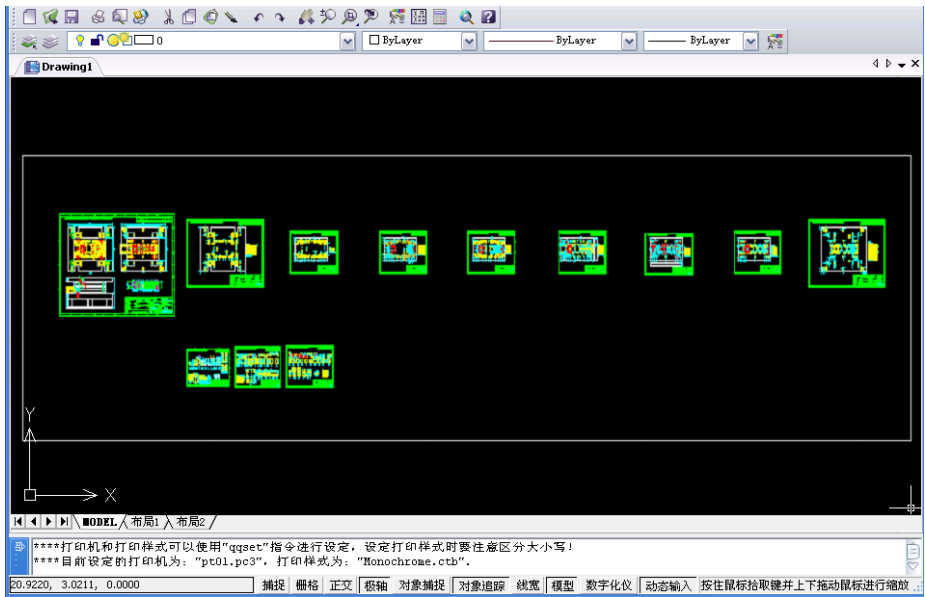 0
ByLayer
ByLayer
ByLayer
Drawing1
Y
X
MODEL 布局1 布局2
****打印机和打印样式可以使用"qqset"指令进行设定, 设定打印样式时要注意区分大小写!
****目前设定的打印机为: "pt01.pc3", 打印样式为: "Monochrome.ctb".
20.9220, 3.0211, 0.0000 捕捉 栅格 正交 极轴 对象捕捉 对象追踪 线宽 模型 数字化仪 动态输入 按住鼠标拾取键并上下拖动鼠标进行缩放